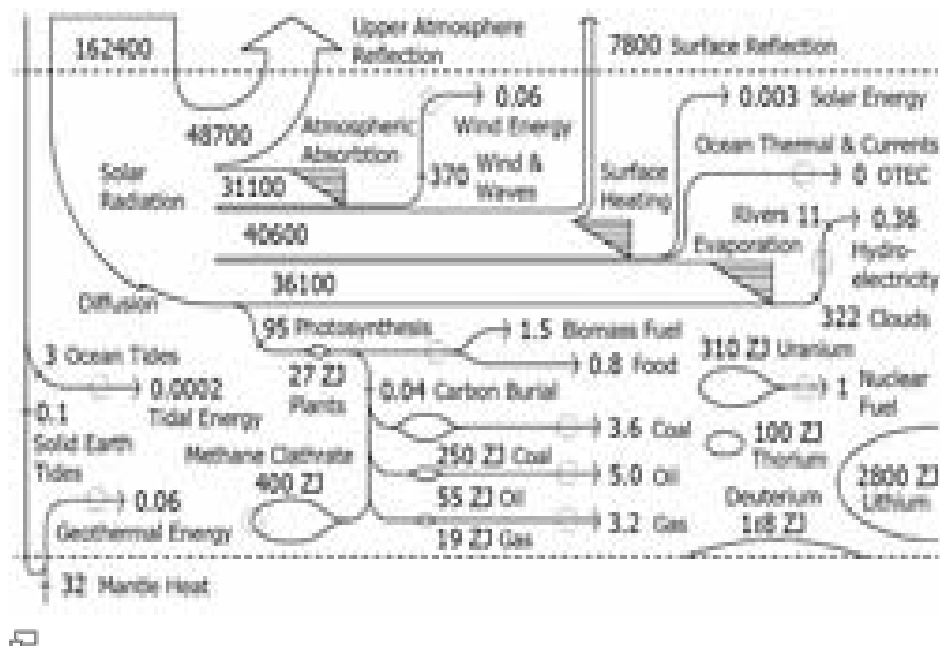 162400
Upper Atmosphere
Reflection
7800 Surface Reflection
48700
Atmospheric
Absorbtion
0.06
Wind Energy
0.003 Solar Energy
Ocean Thermal & Currents
Solar
Radiation
31100
370 Wind &
Waves
Surface
Heating
0 OTEC
40600
Rivers 11
0.36
Evaporation
Hydro-
electricity
36100
Diffusion
322 Clouds
95 Photosynthesis
1.5 Biomass Fuel
0.8 Food
310 ZJ Uranium
3 Ocean Tides
27 ZJ
Plants
0.0002
Tidal Energy
0.04 Carbon Burial
1 Nuclear
Fuel
0.1
Solid Earth
Tides
3.6 Coal
250 ZJ Coal
100 ZJ
Thorium
Methane Clathrate
400 ZJ
5.0 Oil
55 ZJ Oil
2800 ZJ
Lithium
Deuterium
0.06
Geothermal Energy
3.2 Gas
19 ZJ Gas
32 Mantle Heat